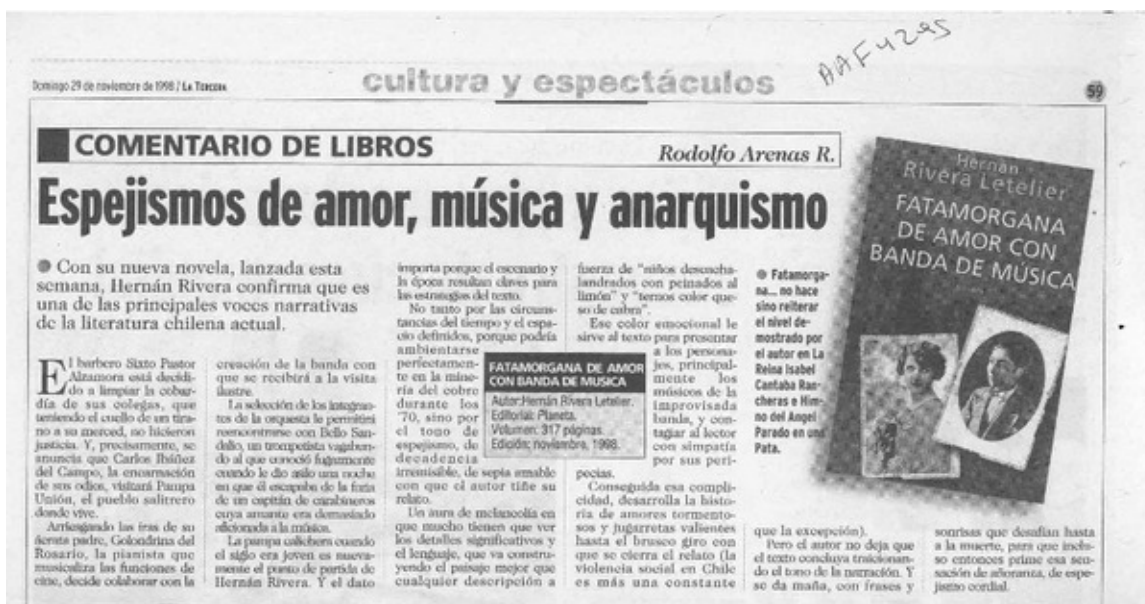 AAF4295
Domingo 29 de noviembre de 1998 / LA TERCERA
cultura y espectáculos
59
COMENTARIO DE LIBROS
Rodolfo Arenas R.
Espejismos de amor, música y anarquismo
Con su nueva novela, lanzada esta
semana, Hernán Rivera confirma que es
una de las principales voces narrativas
de la literatura chilena actual.
El barbero Sixto Pastor
Alzamora está decidi-
do a limpiar la cobar-
día de sus colegas, que
teniendo el cuello de un tira-
no a su merced, no hicieron
justicia. Y, precisamente, se
anuncia que Carlos Ibáñez
del Campo, la encarnación
de sus odios, visitará Pampa
Unión, el pueblo salitrero
donde vive.
Arriesgando las iras de su
ácrata padre, Golondrina del
Rosario, la pianista que
musicaliza las funciones de
cine, decide colaborar con la
creación de la banda con
que se recibirá a la visita
ilustre.
La selección de los integran-
tes de la orquesta le permitirá
reencontrarse con Bello San-
dalio, un trompetista vagabun-
do al que conoció fugazmente
cuando le dio asilo una noche
en que él escapaba de la furia
de un capitán de carabineros
cuya amante era demasiado
aficionada a la música.
La pampa calichera cuando
el siglo era joven es nueva-
mente el punto de partida de
Hernán Rivera. Y el dato
importa porque el escenario y
la época resultan claves para
las estrategias del texto.
No tanto por las circuns-
tancias del tiempo y el espa-
cio definidos, porque podría
ambientarse
perfectamen-
te en la mine-
ría del cobre
durante los
'70, sino por
el tono de
espejismo, de
decadencia
irremisible, de sepia amable
con que el autor tiñe su
relato.
Un aura de melancolía en
que mucho tienen que ver
los detalles significativos y
el lenguaje, que va constru-
yendo el paisaje mejor que
cualquier descripción a
FATAMORGANA DE AMOR
CON BANDA DE MUSICA
Autor: Hernán Rivera Letelier.
Editorial: Planeta.
Volumen: 317 páginas.
Edición: noviembre, 1998.
fuerza de "niños descacha-
landrados con peinados al
limón" y "ternos color que-
so de cabra".
Ese color emocional le
sirve al texto para presentar
a los persona-
jes, principal-
mente los
músicos de la
improvisada
banda, y con-
tagiar al lector
con simpatía
por sus peri-
pecias.
Conseguida esa compli-
cidad, desarrolla la histo-
ria de amores tormento-
sos y jugarretas valientes
hasta el brusco giro con
que se cierra el relato (la
violencia social en Chile
es más una constante
Fatamorga-
na... no hace
sino reiterar
el nivel de-
mostrado por
el autor en La
Reina Isabel
Cantaba Ran-
cheras e Him-
no del Angel
Parado en una
Pata.
Hernán
Rivera Letelier
FATAMORGANA
DE AMOR CON
BANDA DE MÚSICA
que la excepción).
Pero el autor no deja que
el texto concluya traicionan-
do el tono de la narración. Y
se da maña, con frases y
sonrisas que desafían hasta
a la muerte, para que inclu-
so entonces prime esa sen-
sación de añoranza, de espe-
jismo cordial.